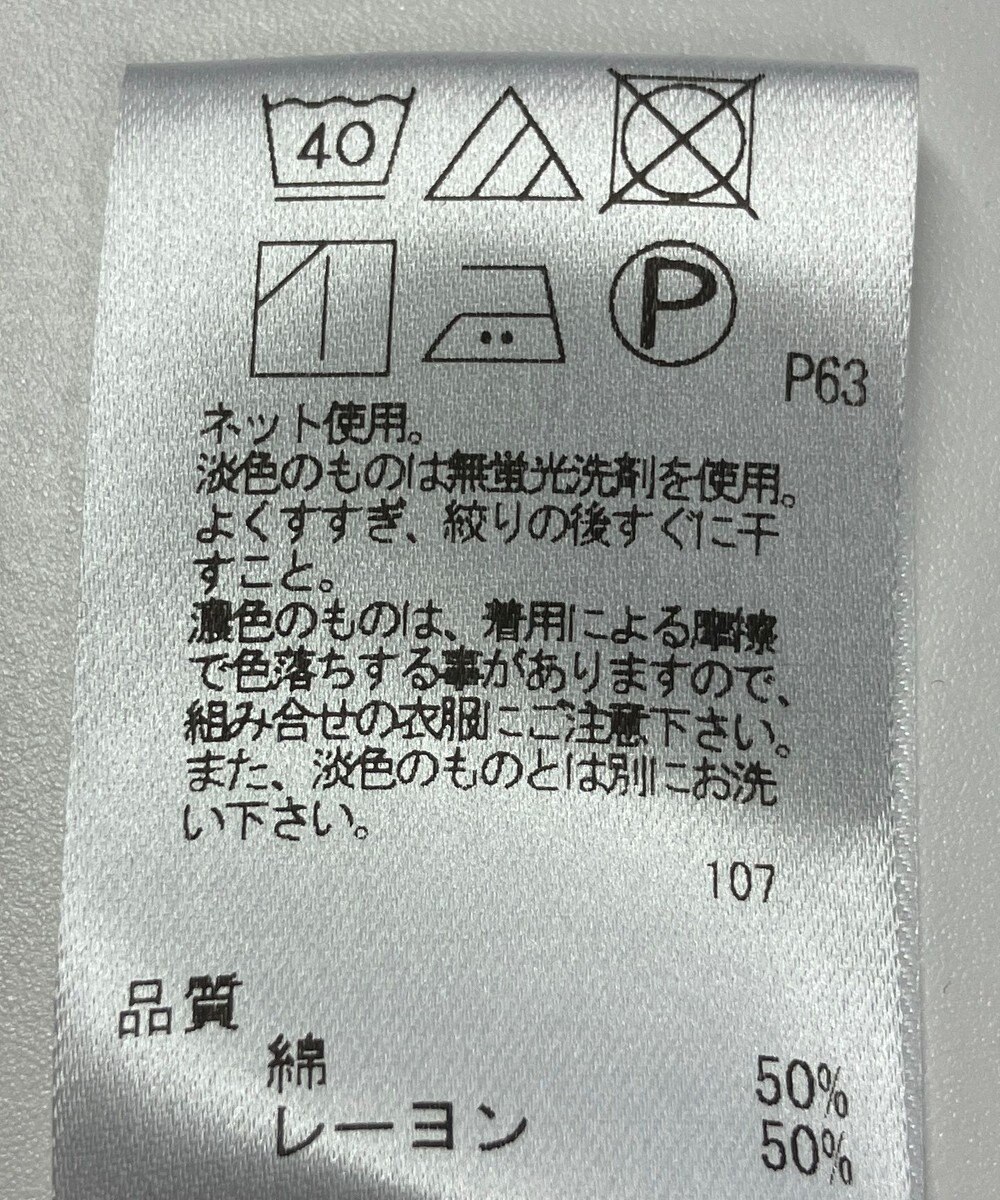 40
P
P63
ネット使用。
淡色のものは無蛍光洗剤を使用。
よくすすぎ、絞りの後すぐに干
すこと。
濃色のものは、着用による摩擦
で色落ちする事がありますので、
組み合せの衣服にご注意下さい。
また、淡色のものとは別にお洗
い下さい。
107
品質
綿 50%
レーヨン 50%